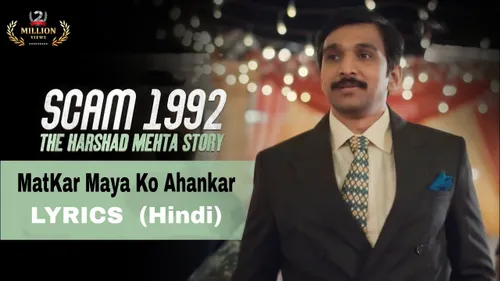 2
MILLION
VIEWS
SCAM 1992
THE HARSHAD MEHTA STORY
MatKar Maya Ko Ahankar
LYRICS (Hindi)